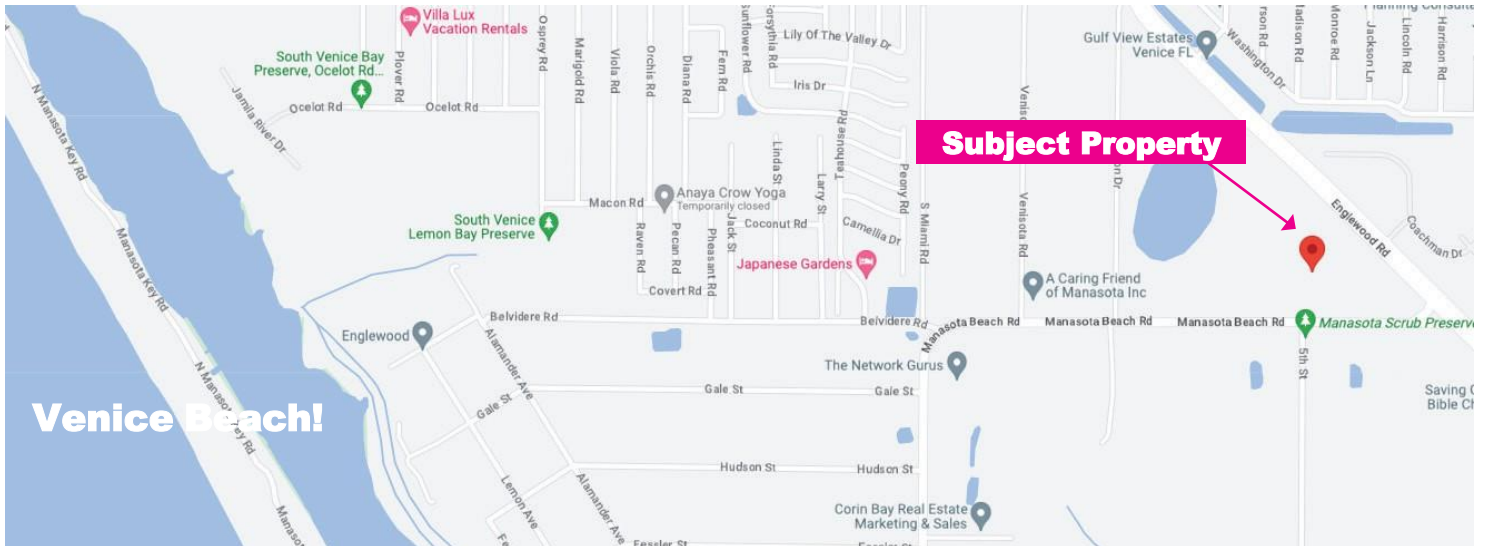 Villa Lux
Vacation Rentals
South Venice Bay
Preserve, Ocelot Rd...
Plover Rd
Osprey Rd
Marigold Rd
Viola Rd
Orchis Rd
Diana Rd
Fern Rd
Lily Of The Valley Dr
Iris Dr
Gulf View Estates
Venice FL
Washington Dr
Monroe Rd
Jackson Ln
Lincoln Rd
Harrison Rd
N Manasota Key Rd
Jamila River Dr
Ocelot Rd
Ocelot Rd
Subject Property
Linda St
Larry St
Peony Rd
S Miami Rd
Venisota Rd
Englewood Rd
Coachman Dr
Macon Rd
Anaya Crow Yoga
Temporarily closed
South Venice
Lemon Bay Preserve
Raven Rd
Pecan Rd
Pheasant Rd
Jack St
Coconut Rd
Camellia Dr
Japanese Gardens
Covert Rd
A Caring Friend
of Manasota Inc
Manasota Key Rd
Belvidere Rd
Belvidere Rd
Manasota Beach Rd
Manasota Beach Rd
Manasota Beach Rd
Manasota Beach Rd
Manasota Scrub Preserve
Englewood
Alamander Ave
The Network Gurus
5th St
Gale St
Gale St
Gale St
Saving
Bible
Venice Beach!
Hudson St
Hudson St
Lemon Ave
Alamander Ave
Corin Bay Real Estate
Marketing & Sales
Fessler St